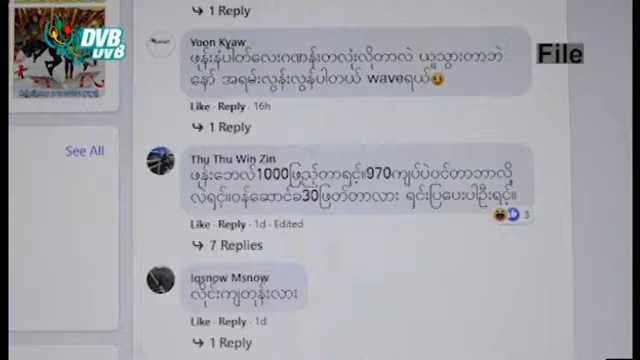 DVB
DVB
File
↪ 1 Reply
Yoon Kyaw
ဖုန်းနံပါတ်လေးဂဏန်းတလုံးလိုတာလဲ ယူသွားတာဘဲ
နော် အရမ်းလွန်းလွန်ပါတယ် waveရယ်
Like · Reply · 16h
↪ 1 Reply
See All
Thu Thu Win Zin
ဖုန်းဘေလ်1000ဖြည့်တာရင့်။970ကျပ်ပဲဝင်တာဘာလို့
လဲရှင့်။ဝန်ဆောင်ခ30ဖြတ်တာလား ရှင်းပြပေးပါဦးရှင့်။
3
Like · Reply · 1d · Edited
↪ 7 Replies
Iqsnow Msnow
လိုင်းကျတုန်းလား
Like · Reply · 1d
↪ 1 Reply